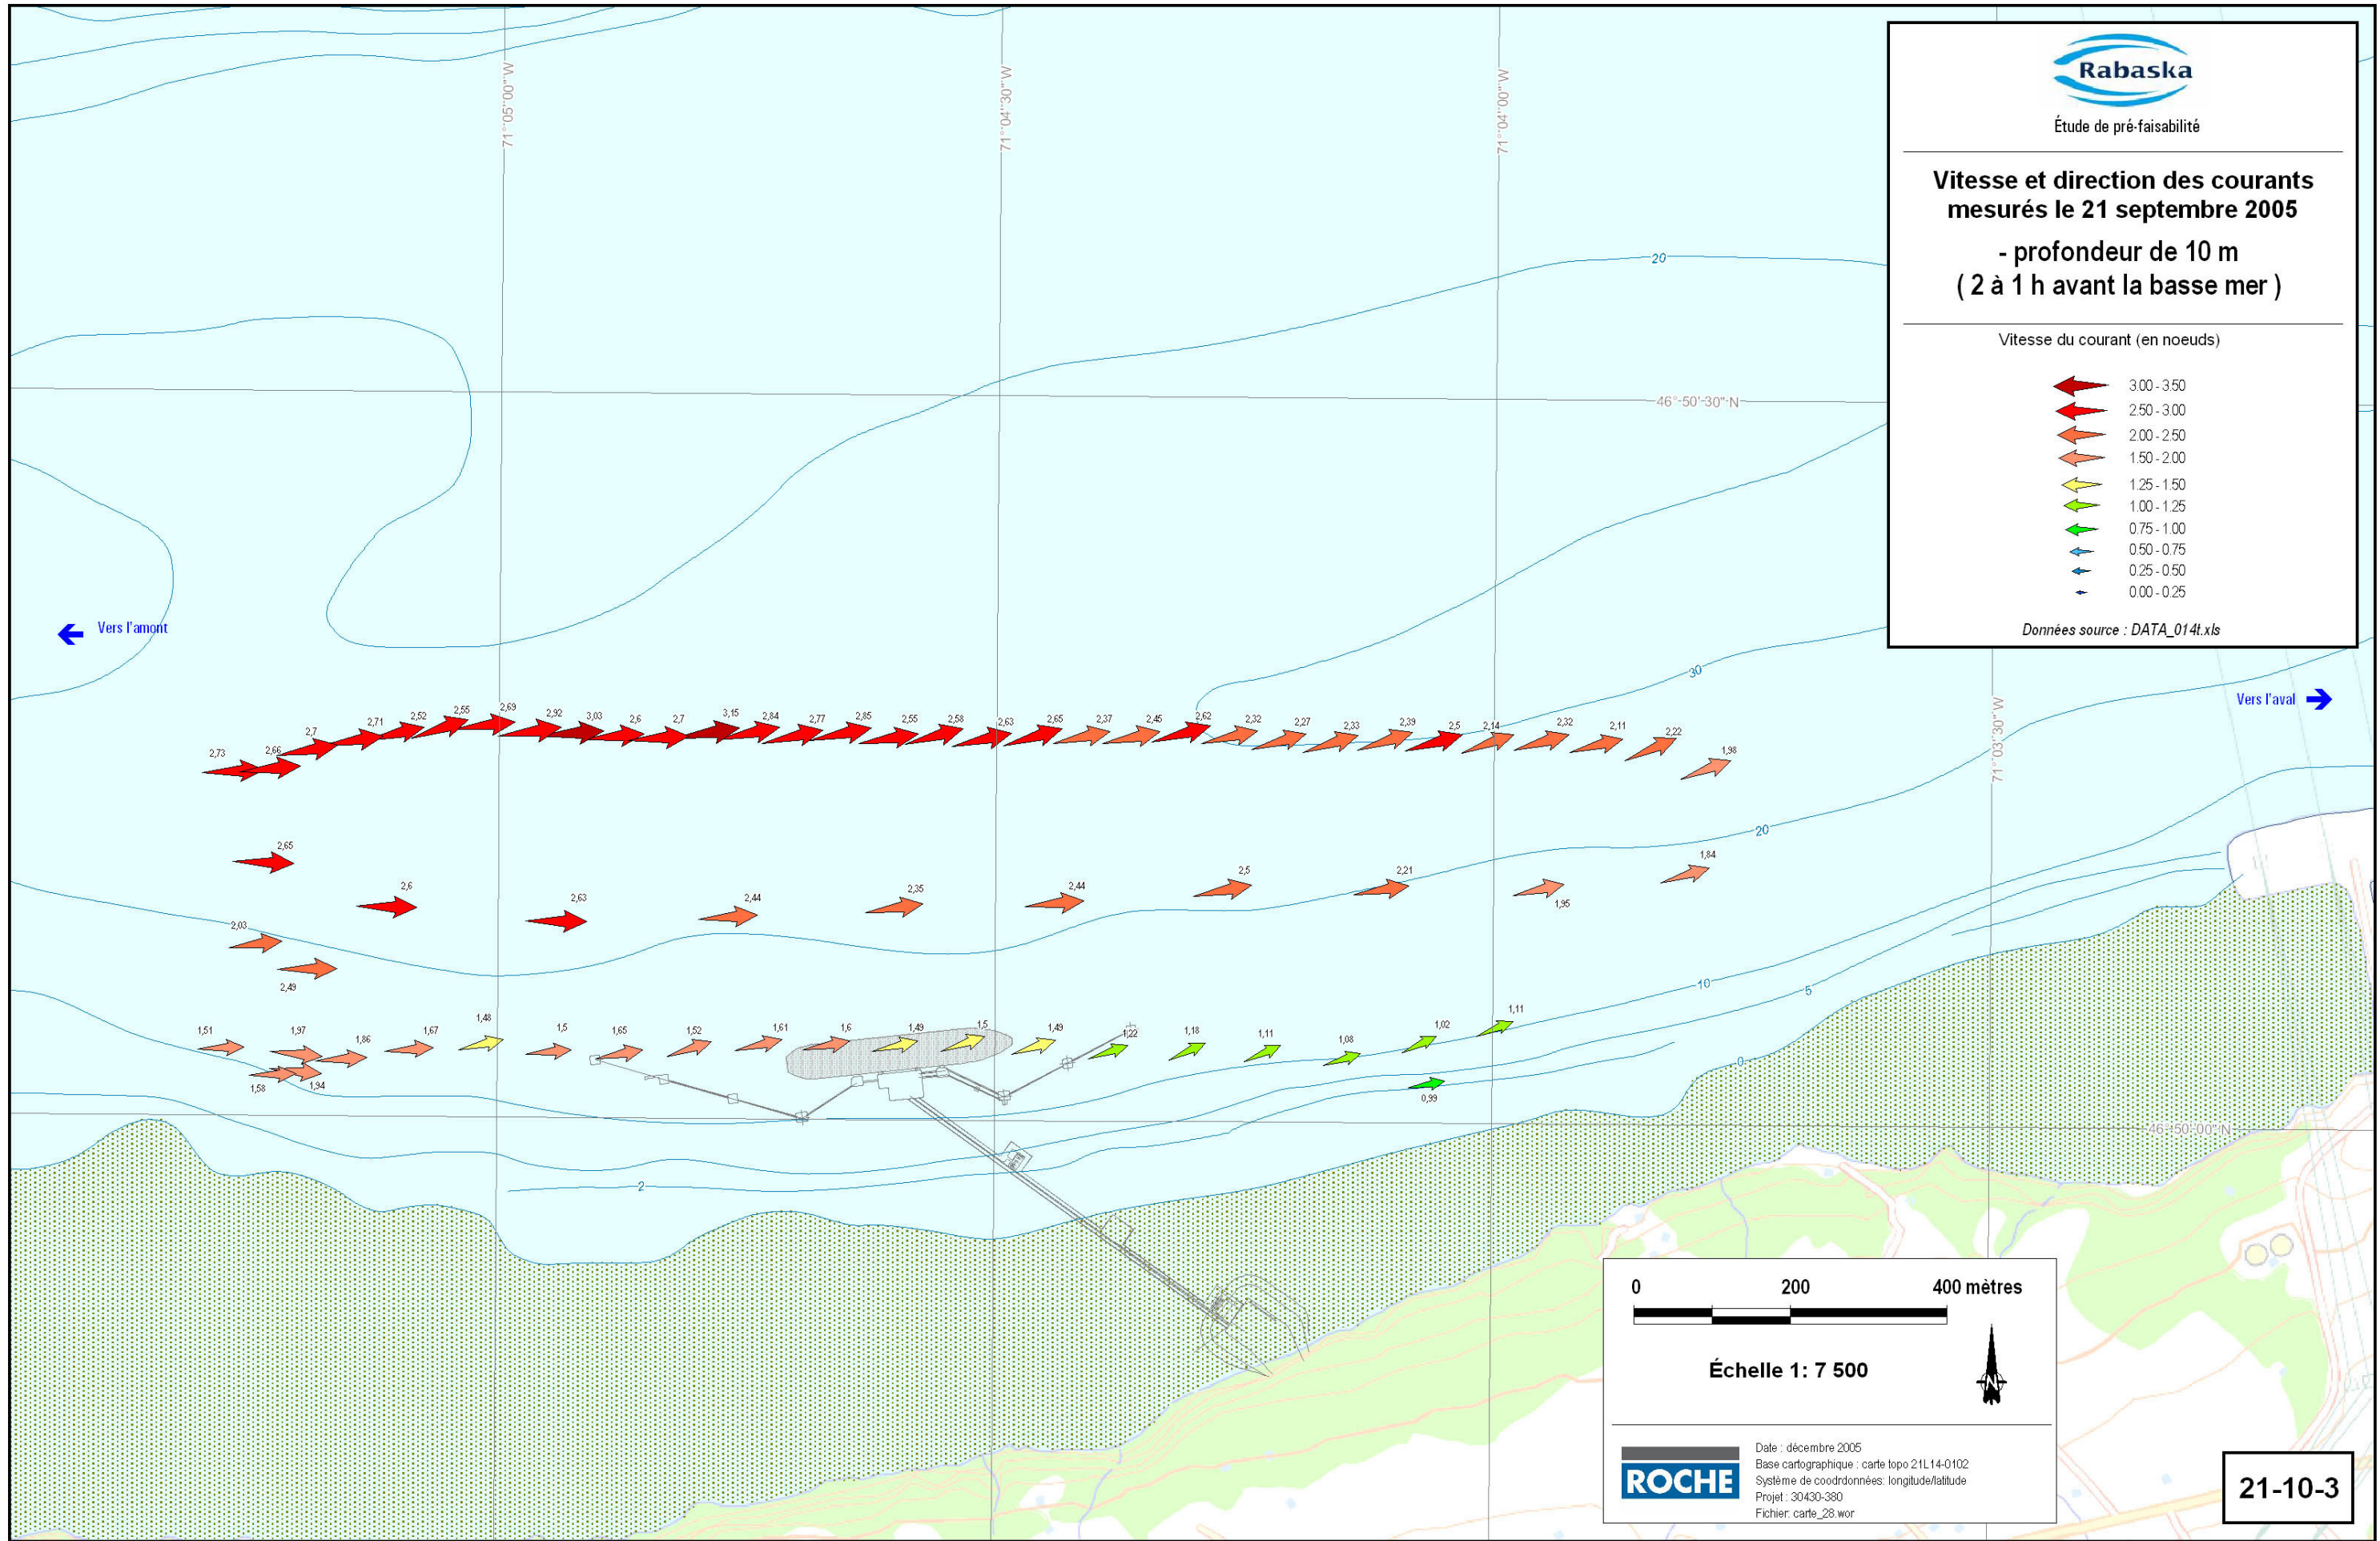 71°05'00" W
71°04'30" W
71°04'00" W
Rabaska
Étude de pré-faisabilité
Vitesse et direction des courants
mesurés le 21 septembre 2005
- profondeur de 10 m
( 2 à 1 h avant la basse mer )
Vitesse du courant (en noeuds)
3.00 - 3.50
2.50 - 3.00
2.00 - 2.50
1.50 - 2.00
1.25 - 1.50
1.00 - 1.25
0.75 - 1.00
0.50 - 0.75
0.25 - 0.50
0.00 - 0.25
Données source : DATA_014t.xls
20
46°50'30" N
Vers l'amont
30
Vers l'aval
71°03'30" W
2,73
2,66
2,7
2,71
2,52
2,55
2,69
2,92
3,03
2,6
2,7
3,15
2,84
2,77
2,85
2,55
2,58
2,63
2,65
2,37
2,45
2,62
2,32
2,27
2,33
2,39
2,5
2,14
2,32
2,11
2,22
1,98
20
2,65
2,6
2,63
2,44
2,35
2,44
2,5
2,21
1,95
1,84
2,03
2,49
10
5
1,51
1,97
1,86
1,67
1,48
1,5
1,65
1,52
1,61
1,6
1,49
1,5
1,49
1,22
1,18
1,11
1,08
1,02
1,11
1,58
1,94
0,99
0
46°50'00" N
2
0 200 400 mètres
Échelle 1: 7 500
N
ROCHE
Date : décembre 2005
Base cartographique : carte topo 21L14-0102
Système de coodrdonnées: longitude/latitude
Projet : 30430-380
Fichier: carte_28.wor
21-10-3